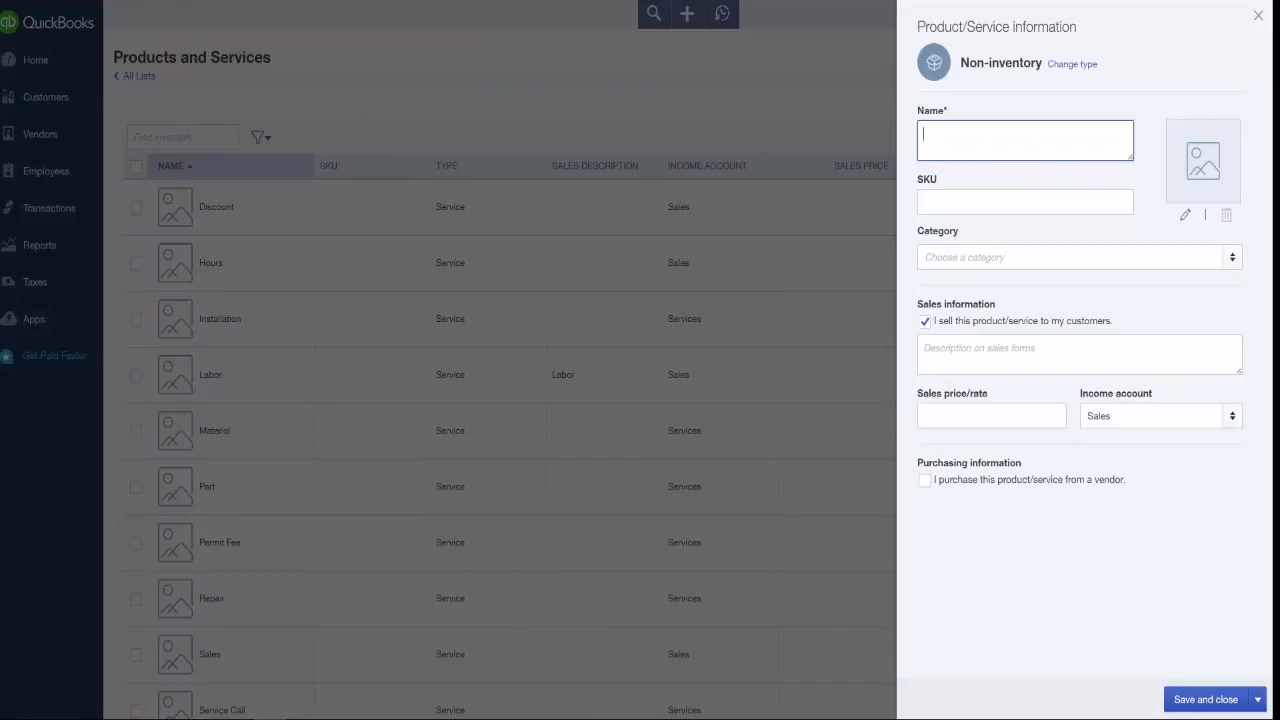 QuickBooks
Home
Customers
Vendors
Employees
Transactions
Reports
Taxes
Apps
Get Paid Faster
Products and Services
All Lists
Find inventory
NAME SKU TYPE SALES DESCRIPTION INCOME ACCOUNT SALES PRICE
Discount Service Sales
Hours Service Sales
Installation Service Services
Labor Service Labor Sales
Material Service Services
Part Service Services
Permit Fee Service Services
Repair Service Services
Sales Service Sales
Service Call Service Services
Product/Service information
Non-inventory Change type
Name*
SKU
Category
Choose a category
Sales information
I sell this product/service to my customers.
Description on sales forms
Sales price/rate Income account
Sales
Purchasing information
I purchase this product/service from a vendor.
Save and close